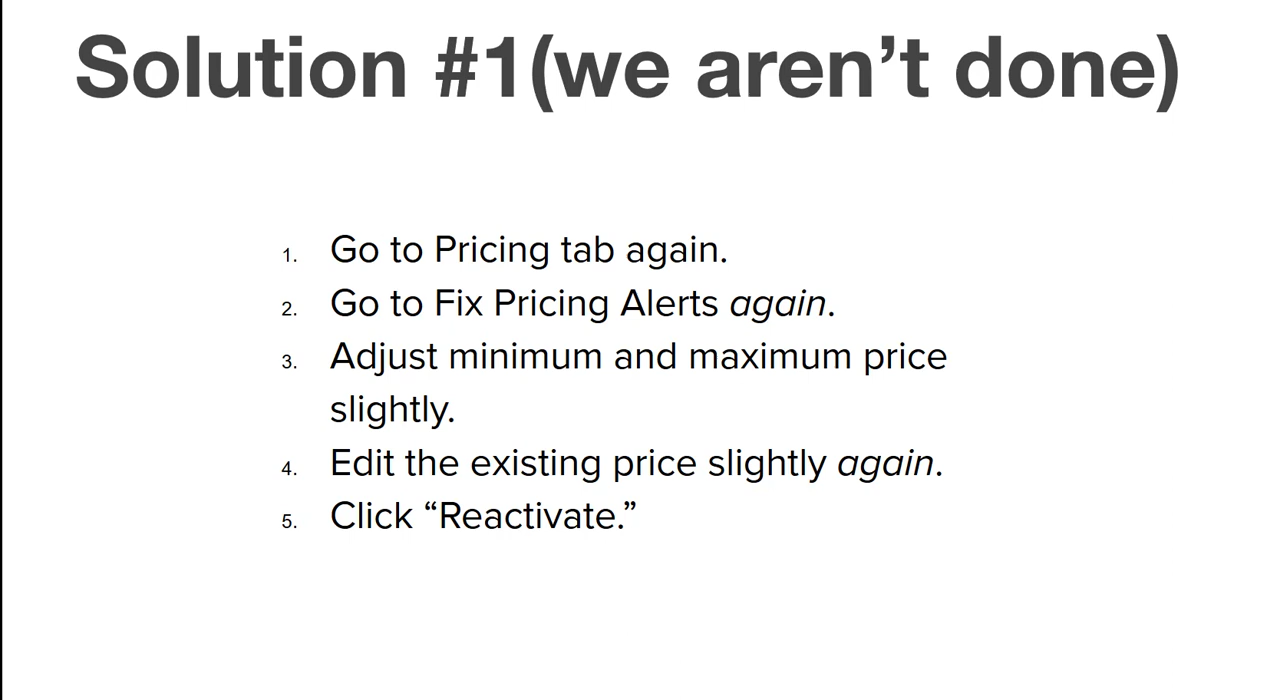 Solution #1(we aren’t done)
1. Go to Pricing tab again.
2. Go to Fix Pricing Alerts again.
3. Adjust minimum and maximum price
slightly.
4. Edit the existing price slightly again.
5. Click “Reactivate.”